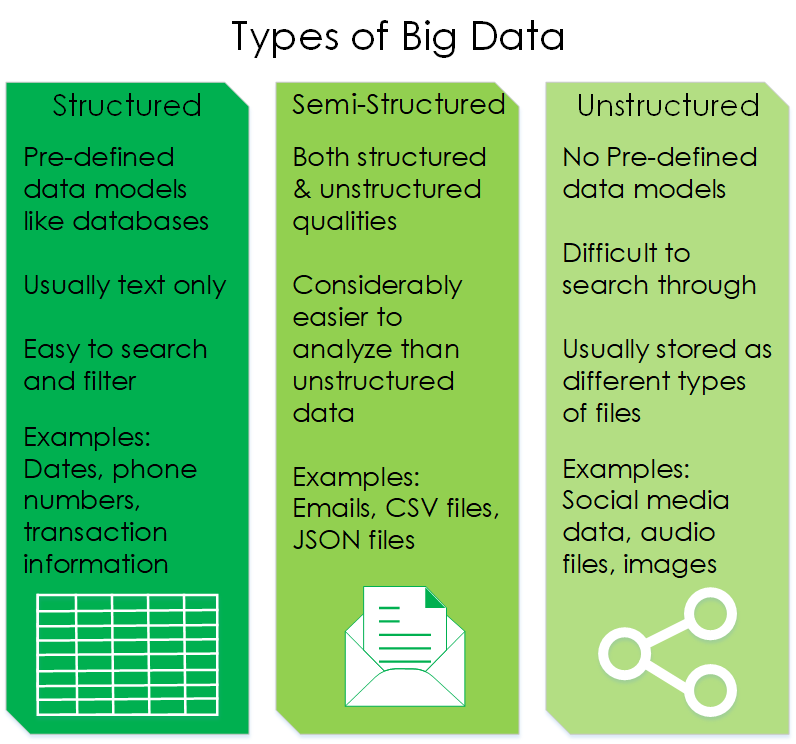 Types of Big Data
Structured
Pre-defined
data models
like databases
Usually text only
Easy to search
and filter
Examples:
Dates, phone
numbers,
transaction
information
Semi-Structured
Both structured
& unstructured
qualities
Considerably
easier to
analyze than
unstructured
data
Examples:
Emails, CSV files,
JSON files
Unstructured
No Pre-defined
data models
Difficult to
search through
Usually stored as
different types
of files
Examples:
Social media
data, audio
files, images